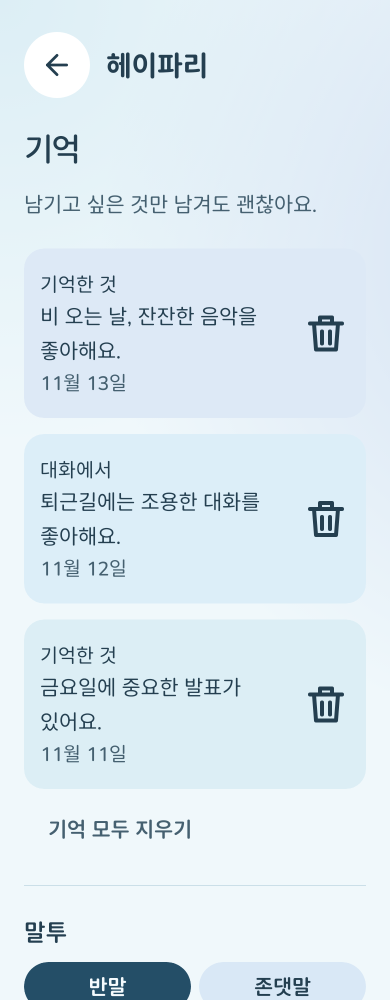 헤이파리
기억
남기고 싶은 것만 남겨도 괜찮아요.
기억한 것
비 오는 날, 잔잔한 음악을
좋아해요.
11월 13일
대화에서
퇴근길에는 조용한 대화를
좋아해요.
11월 12일
기억한 것
금요일에 중요한 발표가
있어요.
11월 11일
기억 모두 지우기
말투
반말 존댓말